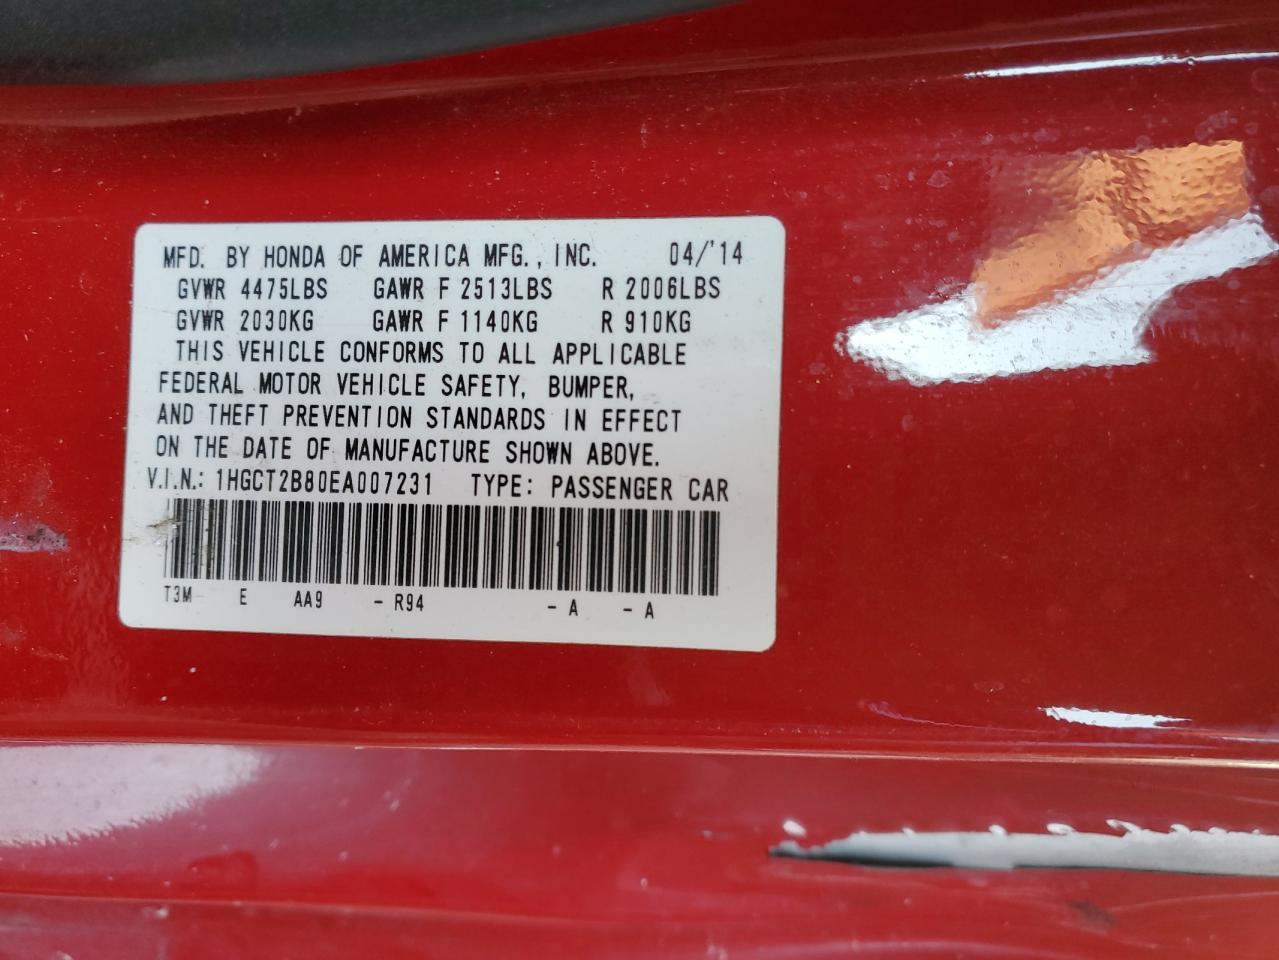 MFD. BY HONDA OF AMERICA MFG., INC. 04/'14
GVWR 4475LBS GAWR F 2513LBS R 2006LBS
GVWR 2030KG GAWR F 1140KG R 910KG
THIS VEHICLE CONFORMS TO ALL APPLICABLE
FEDERAL MOTOR VEHICLE SAFETY, BUMPER,
AND THEFT PREVENTION STANDARDS IN EFFECT
ON THE DATE OF MANUFACTURE SHOWN ABOVE.
V.I.N.: 1HGCT2B80EA007231 TYPE: PASSENGER CAR
T3M E AA9 - R94 - A - A